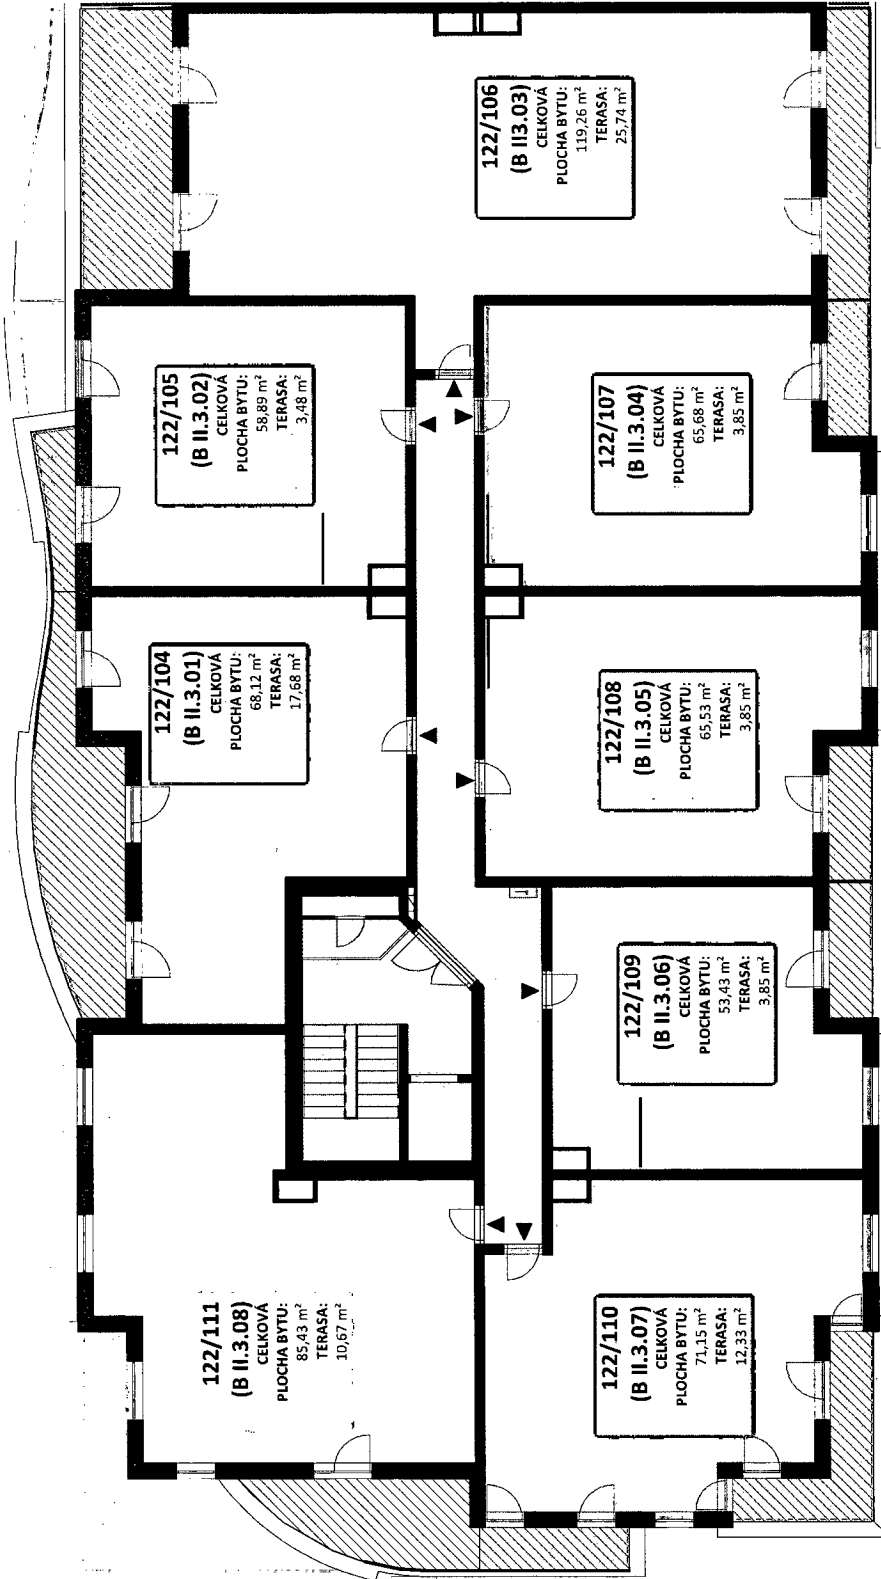 122/106
(B II3.03)
CELKOVÁ
PLOCHA BYTU:
119,26 m²
TERASA:
25,74 m²
122/105
(B II.3.02)
CELKOVÁ
PLOCHA BYTU:
58,89 m²
TERASA:
3,48 m²
122/107
(B II.3.04)
CELKOVÁ
PLOCHA BYTU:
65,68 m²
TERASA:
3,85 m²
122/104
(B II.3.01)
CELKOVÁ
PLOCHA BYTU:
68,12 m²
TERASA:
17,68 m²
122/108
(B II.3.05)
CELKOVÁ
PLOCHA BYTU:
65,53 m²
TERASA:
3,85 m²
122/109
(B II.3.06)
CELKOVÁ
PLOCHA BYTU:
53,43 m²
TERASA:
3,85 m²
122/111
(B II.3.08)
CELKOVÁ
PLOCHA BYTU:
85,43 m²
TERASA:
10,67 m²
122/110
(B II.3.07)
CELKOVÁ
PLOCHA BYTU:
71,15 m²
TERASA:
12,33 m²